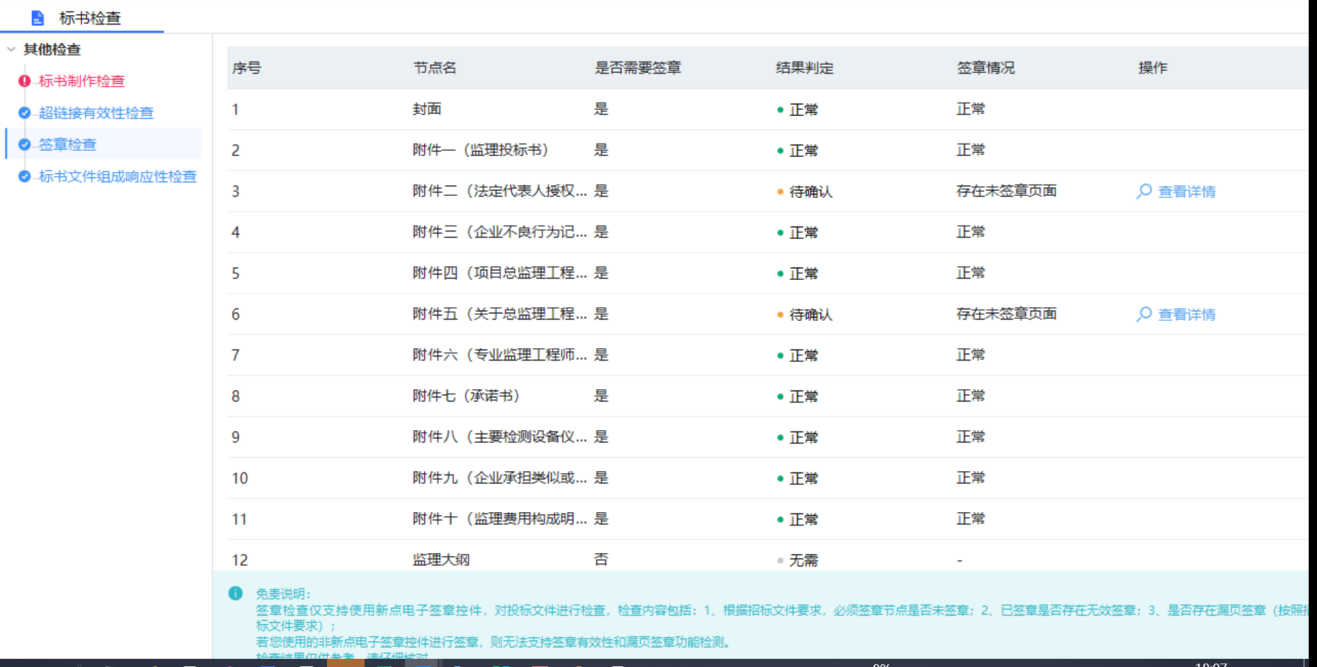 标书检查
其他检查
标书制作检查
超链接有效性检查
签章检查
标书文件组成响应性检查
序号 节点名 是否需要签章 结果判定 签章情况 操作
1 封面 是 正常 正常
2 附件一（监理投标书） 是 正常 正常
3 附件二（法定代表人授权... 是 待确认 存在未签章页面 查看详情
4 附件三（企业不良行为记... 是 正常 正常
5 附件四（项目总监理工程... 是 正常 正常
6 附件五（关于总监理工程... 是 待确认 存在未签章页面 查看详情
7 附件六（专业监理工程师... 是 正常 正常
8 附件七（承诺书） 是 正常 正常
9 附件八（主要检测设备仪... 是 正常 正常
10 附件九（企业承担类似或... 是 正常 正常
11 附件十（监理费用构成明... 是 正常 正常
12 监理大纲 否 无需 -
免责说明：
签章检查仅支持使用新点电子签章控件，对投标文件进行检查，检查内容包括：1、根据招标文件要求，必须签章节点是否未签章；2、已签章是否存在无效签章；3、是否存在漏页签章（按照招
标文件要求）；
若您使用的非新点电子签章控件进行签章，则无法支持签章有效性和漏页签章功能检测。